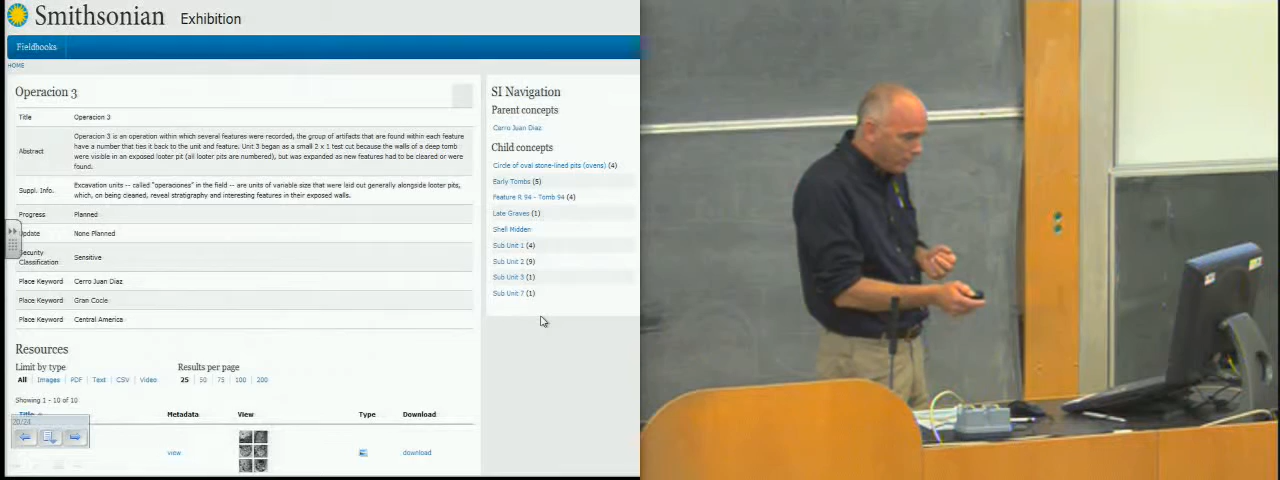 Smithsonian Exhibition
Fieldbooks
HOME
Operacion 3
Title Operacion 3
Abstract Operacion 3 is an operation within which several features were recorded, the group of artifacts that are found within each feature
have a number that ties it back to the unit and feature. Unit 3 began as a small 2 x 1 test cut because the walls of a deep tomb
were visible in an exposed looter pit (all looter pits are numbered), but was expanded as new features had to be cleared or were
found.
Suppl. Info. Excavation units -- called "operaciones" in the field -- are units of variable size that were laid out generally alongside looter pits,
which, on being cleaned, reveal stratigraphy and interesting features in their exposed walls.
Progress Planned
Update None Planned
Security
Classification Sensitive
Place Keyword Cerro Juan Diaz
Place Keyword Gran Cocle
Place Keyword Central America
Resources
Limit by type Results per page
All Images PDF Text CSV Video 25 50 75 100 200
Showing 1 - 10 of 10
Title Metadata View Type Download
20/24
view download
SI Navigation
Parent concepts
Cerro Juan Diaz
Child concepts
Circle of oval stone-lined pits (ovens) (4)
Early Tombs (5)
Feature R 94 - Tomb 94 (4)
Late Graves (1)
Shell Midden
Sub Unit 1 (4)
Sub Unit 2 (9)
Sub Unit 3 (1)
Sub Unit 7 (1)